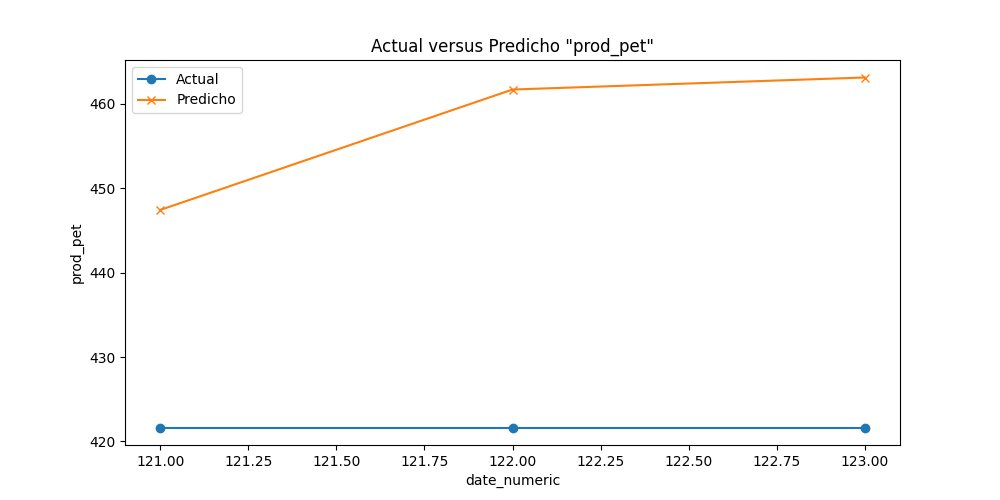 Actual versus Predicho "prod_pet"
Actual
Predicho
460
450
440
430
420
prod_pet
121.00 121.25 121.50 121.75 122.00 122.25 122.50 122.75 123.00
date_numeric